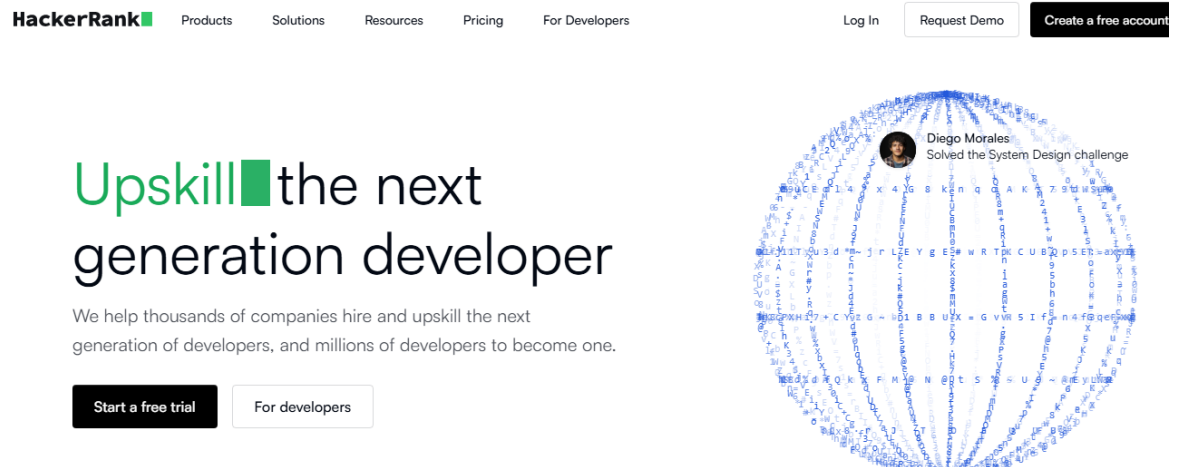 HackerRank
Products
Solutions
Resources
Pricing
For Developers
Log In
Request Demo
Create a free account
Upskill the next
generation developer
We help thousands of companies hire and upskill the next
generation of developers, and millions of developers to become one.
Start a free trial
For developers
Diego Morales
Solved the System Design challenge